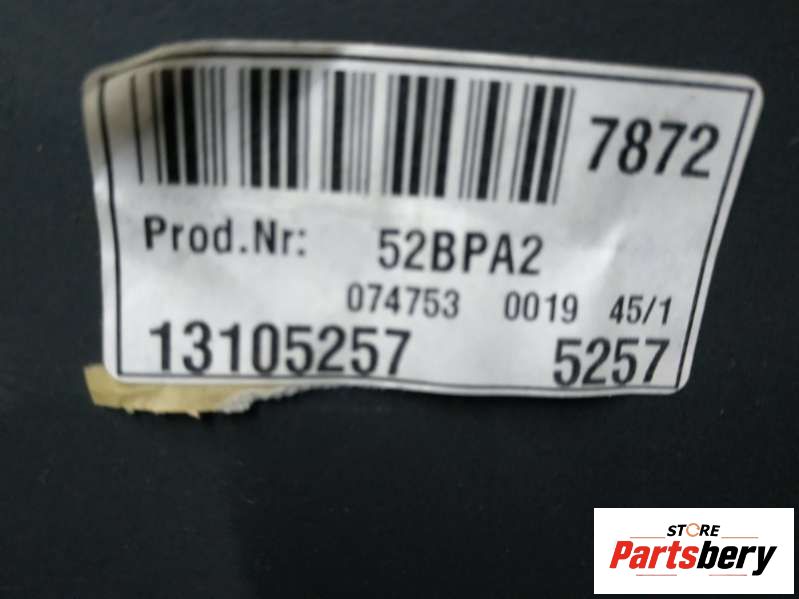 7872
Prod.Nr: 52BPA2
074753 0019 45/1
13105257 5257
STORE
Partsbery